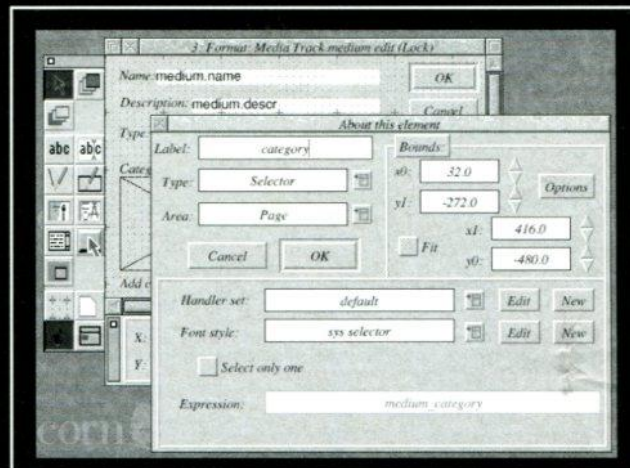 3: Format: Media Track.medium edit (Lock)
Name: medium.name
OK
Description: medium.descr
Cancel
Type:
About this element
Label: category
Bounds:
Type: Selector
x0: 32.0
Options
Area: Page
y1: -272.0
x1: 416.0
Cancel
OK
Fit
y0: -480.0
abc abc
Handler set: default
Edit
New
Font style: sys selector
Edit
New
X:
Y:
Select only one
Expression: medium_category
corn